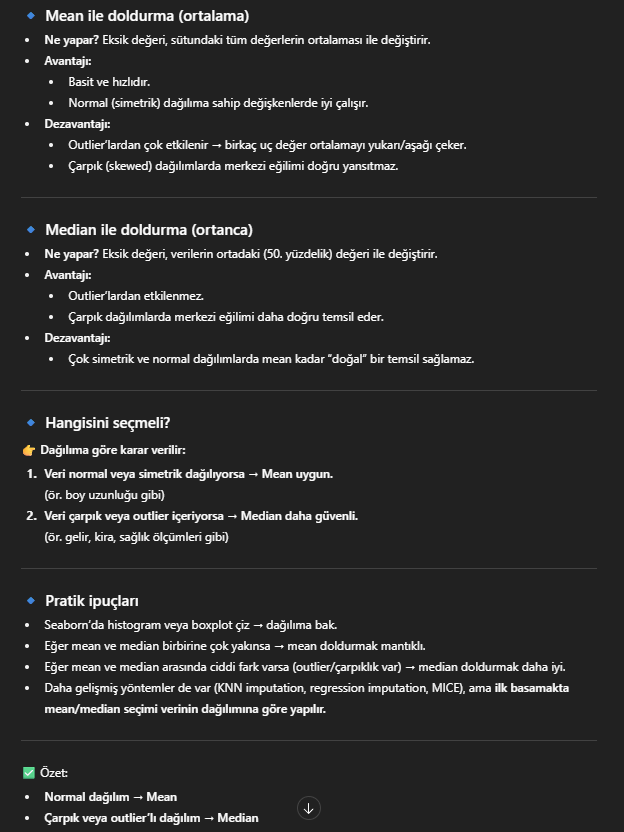 Mean ile doldurma (ortalama)
Ne yapar? Eksik değeri, sütundaki tüm değerlerin ortalaması ile değiştirir.
Avantajı:
Basit ve hızlıdır.
Normal (simetrik) dağılıma sahip değişkenlerde iyi çalışır.
Dezavantajı:
Outlier'lardan çok etkilenir → birkaç uç değer ortalamayı yukarı/aşağı çeker.
Çarpık (skewed) dağılımlarda merkezi eğilimi doğru yansıtmaz.
Median ile doldurma (ortanca)
Ne yapar? Eksik değeri, verilerin ortadaki (50. yüzdelik) değeri ile değiştirir.
Avantajı:
Outlier'lardan etkilenmez.
Çarpık dağılımlarda merkezi eğilimi daha doğru temsil eder.
Dezavantajı:
Çok simetrik ve normal dağılımlarda mean kadar "doğal" bir temsil sağlamaz.
Hangisini seçmeli?
👉 Dağılıma göre karar verilir:
1. Veri normal veya simetrik dağılıyorsa → Mean uygun.
(ör. boy uzunluğu gibi)
2. Veri çarpık veya outlier içeriyorsa → Median daha güvenli.
(ör. gelir, kira, sağlık ölçümleri gibi)
Pratik ipuçları
Seaborn'da histogram veya boxplot çiz → dağılıma bak.
Eğer mean ve median birbirine çok yakınsa → mean doldurmak mantıklı.
Eğer mean ve median arasında ciddi fark varsa (outlier/çarpıklık var) → median doldurmak daha iyi.
Daha gelişmiş yöntemler de var (KNN imputation, regression imputation, MICE), ama ilk basamakta
mean/median seçimi verinin dağılımına göre yapılır.
✅ Özet:
Normal dağılım → Mean
Çarpık veya outlier'lı dağılım → Median